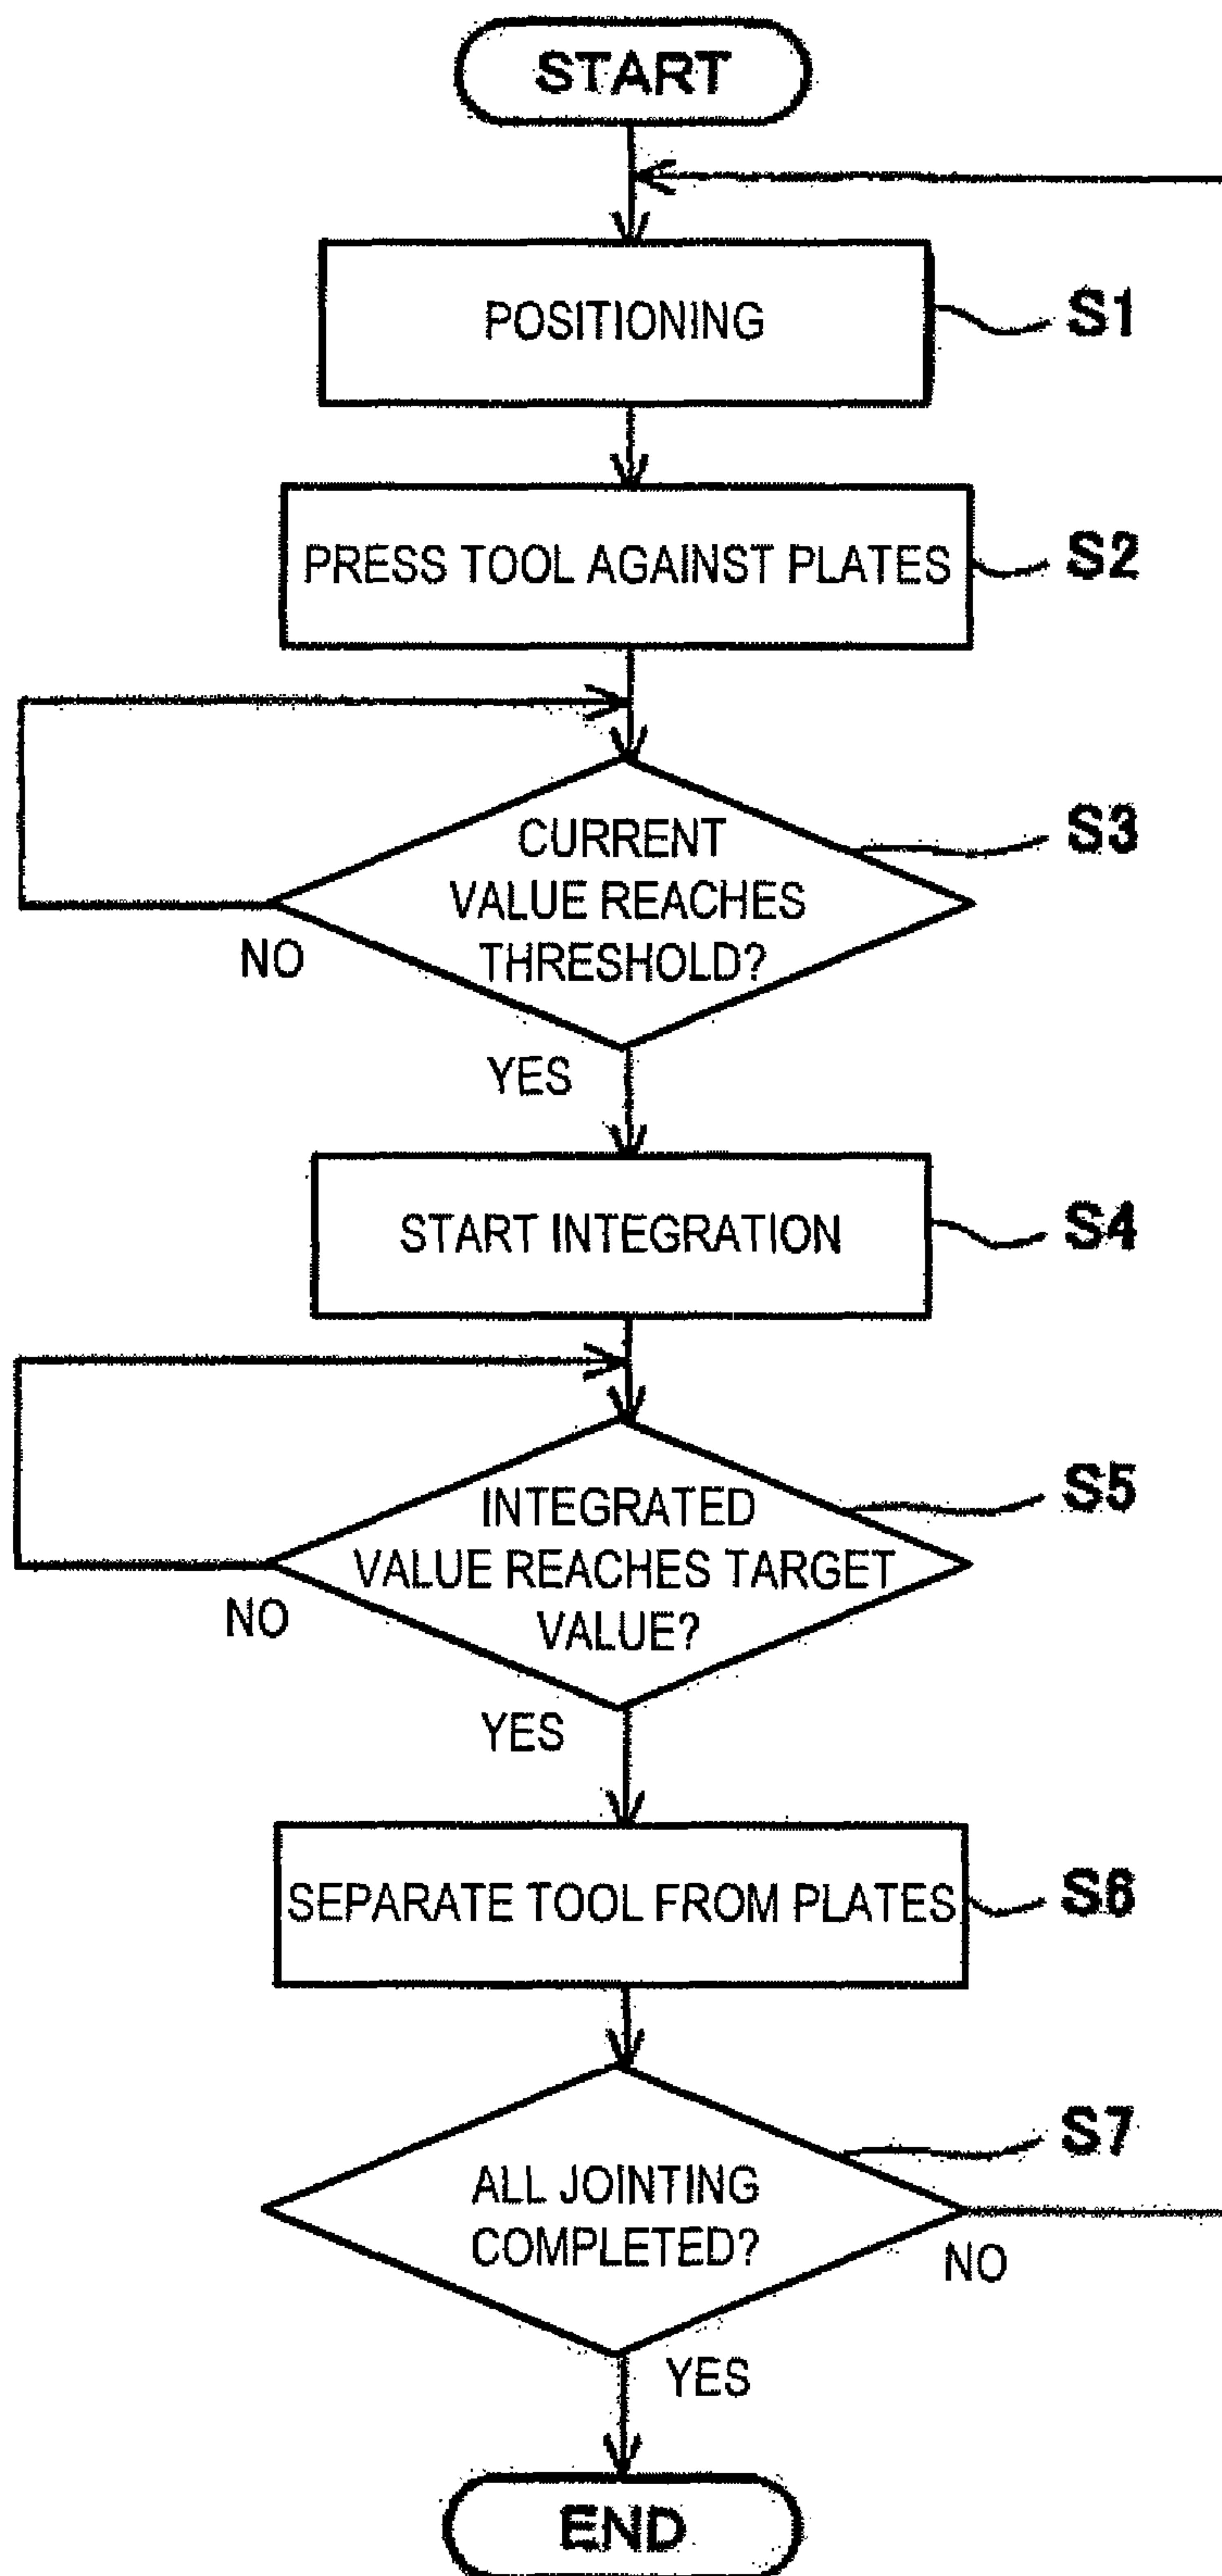 START
POSITIONING
S1
PRESS TOOL AGAINST PLATES
S2
CURRENT
VALUE REACHES
THRESHOLD?
S3
NO
YES
START INTEGRATION
S4
INTEGRATED
VALUE REACHES TARGET
VALUE?
S5
NO
YES
SEPARATE TOOL FROM PLATES
S6
ALL JOINTING
COMPLETED?
S7
NO
YES
END